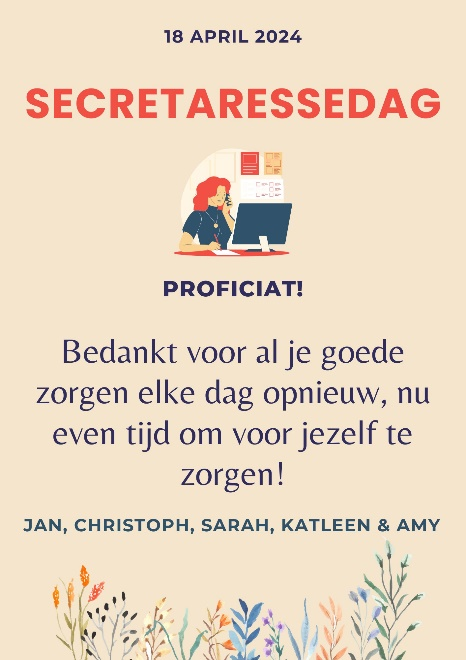 18 APRIL 2024
SECRETARESSEDAG
PROFICIAT!
Bedankt voor al je goede
zorgen elke dag opnieuw, nu
even tijd om voor jezelf te
zorgen!
JAN, CHRISTOPH, SARAH, KATLEEN & AMY